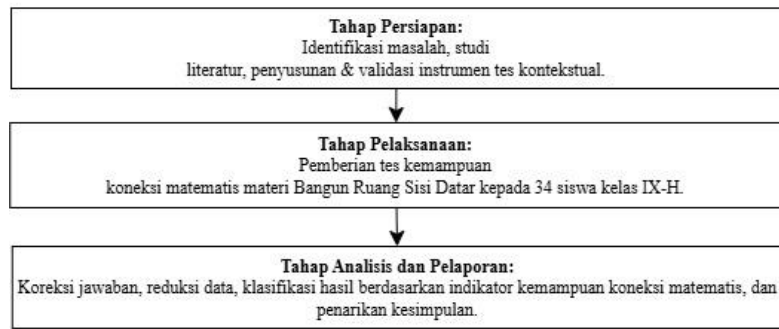 Tahap Persiapan:
Identifikasi masalah, studi
literatur, penyusunan & validasi instrumen tes kontekstual.
Tahap Pelaksanaan:
Pemberian tes kemampuan
koneksi matematis materi Bangun Ruang Sisi Datar kepada 34 siswa kelas IX-H.
Tahap Analisis dan Pelaporan:
Koreksi jawaban, reduksi data, klasifikasi hasil berdasarkan indikator kemampuan koneksi matematis, dan
penarikan kesimpulan.